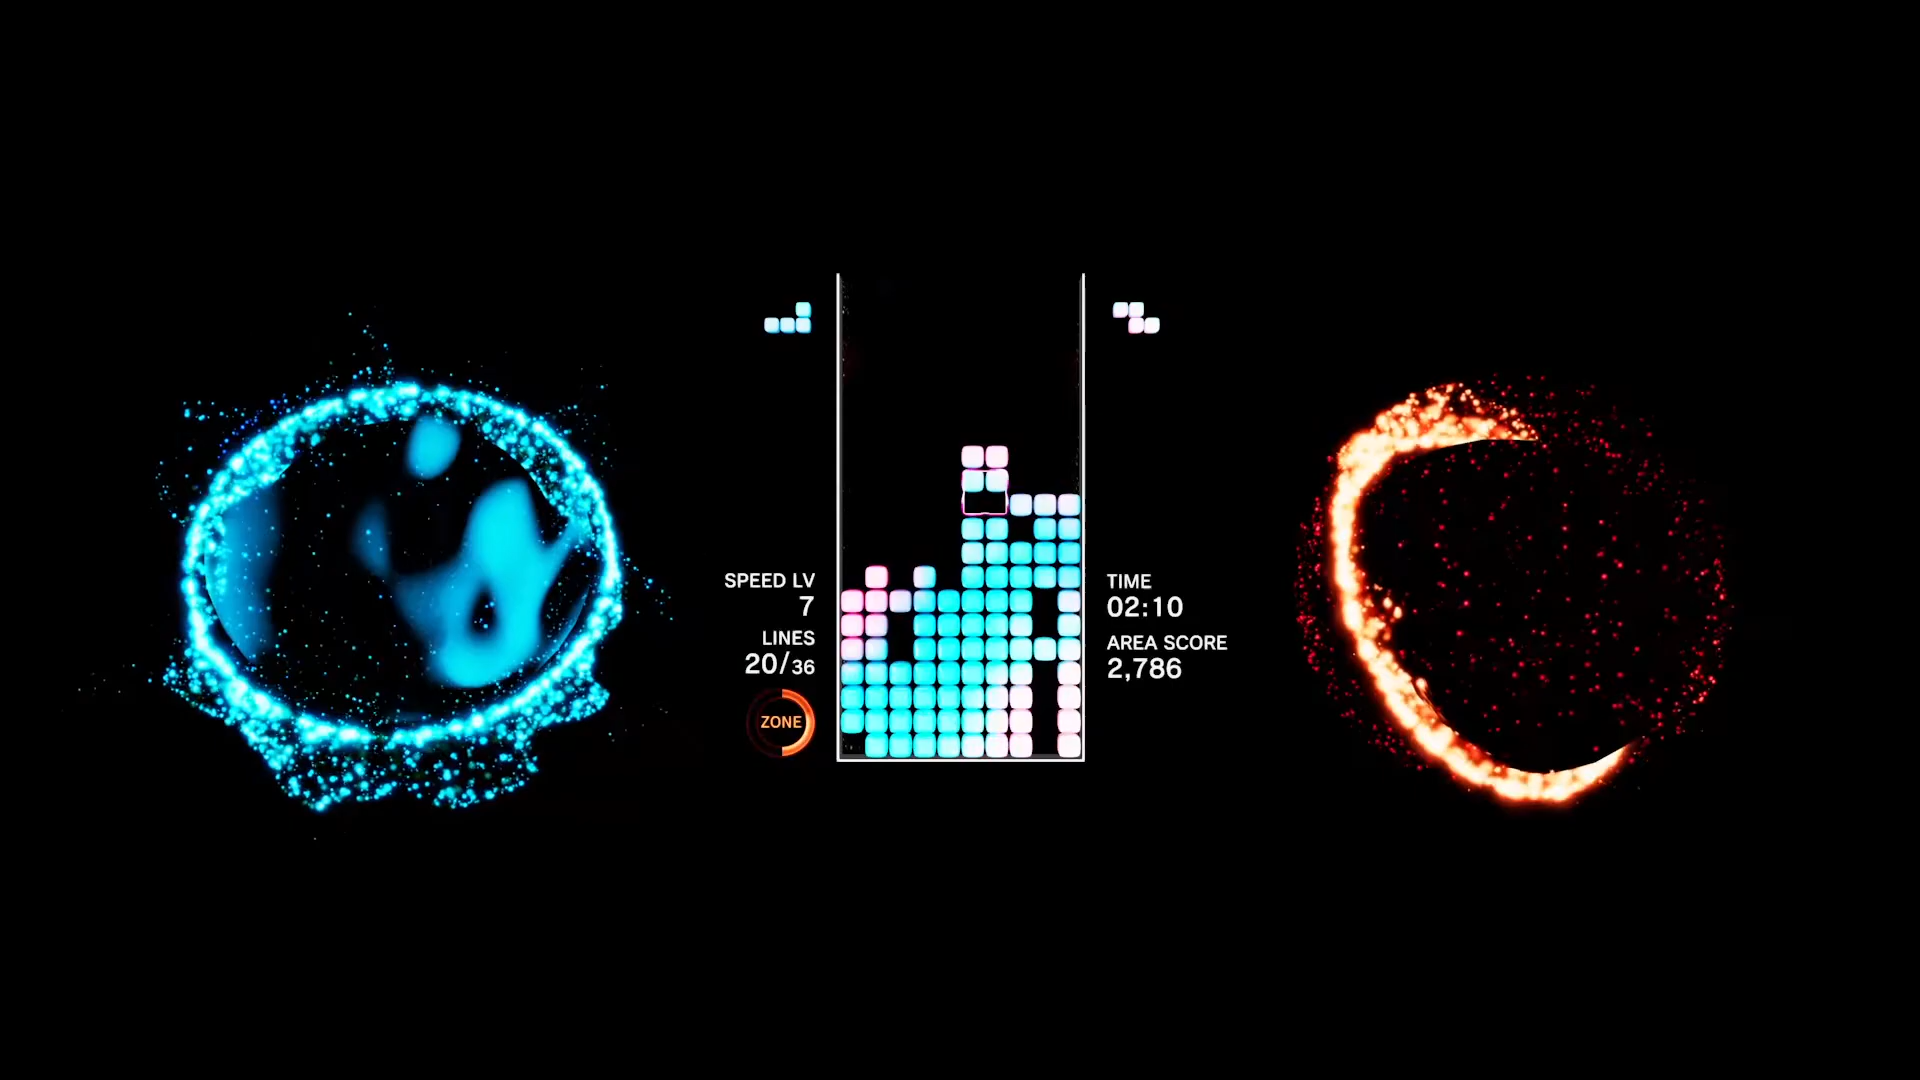 SPEED LV
7
LINES
20/36
ZONE
TIME
02:10
AREA SCORE
2,786